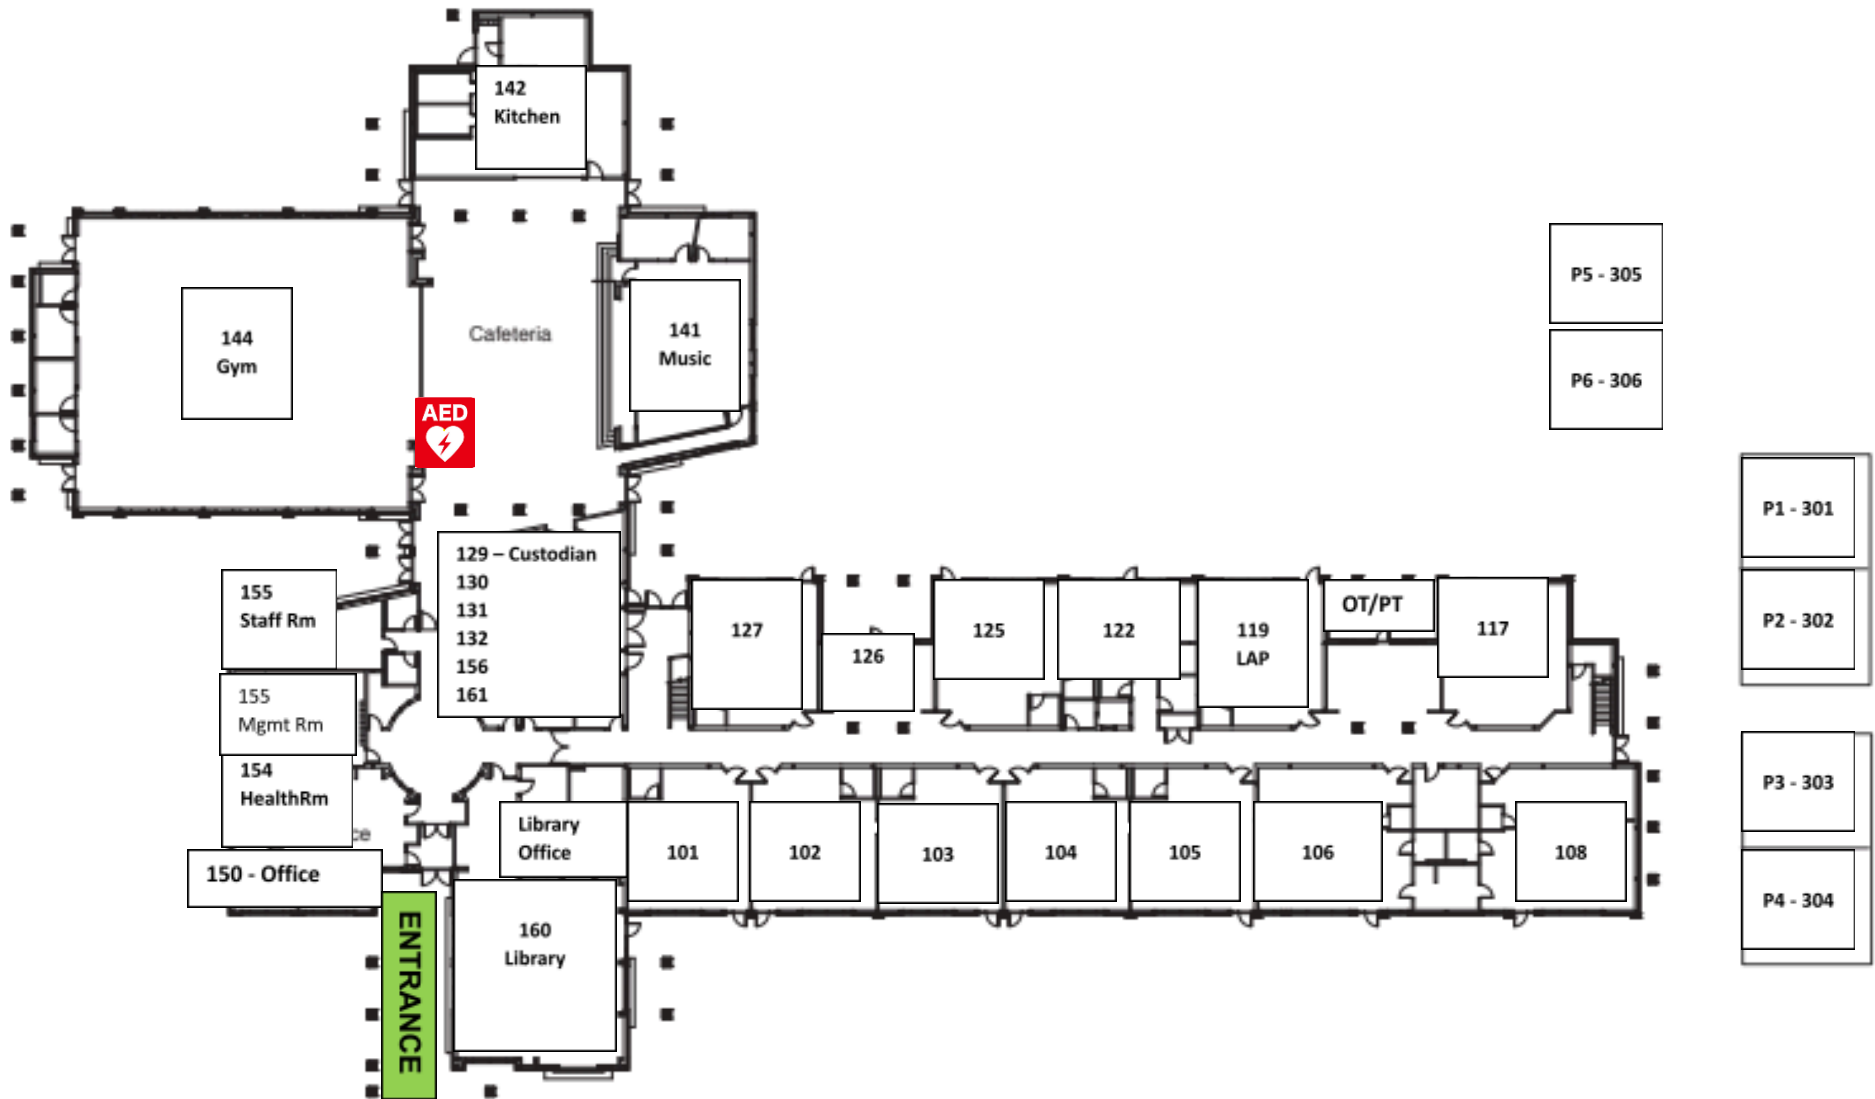 142
Kitchen
P5 - 305
144
Gym
Cafeteria
141
Music
P6 - 306
AED
P1 - 301
129 – Custodian
130
131
132
156
161
155
Staff Rm
127
126
125
122
119
LAP
OT/PT
117
P2 - 302
155
Mgmt Rm
154
HealthRm
ce
150 - Office
Library
Office
101
102
103
104
105
106
108
P3 - 303
P4 - 304
ENTRANCE
160
Library